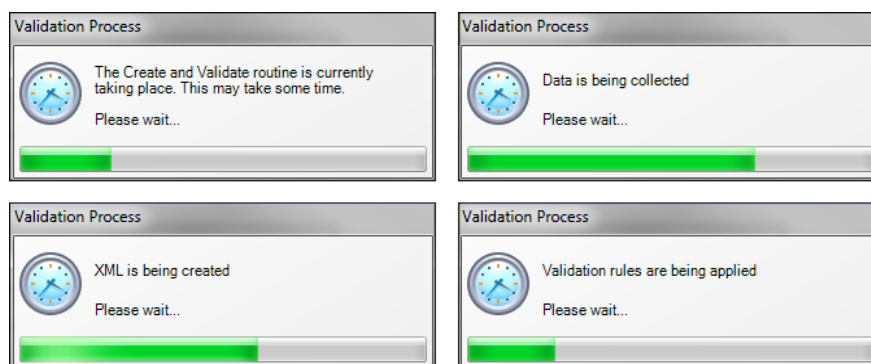 Validation Process
The Create and Validate routine is currently
taking place. This may take some time.
Please wait...
Validation Process
Data is being collected
Please wait...
Validation Process
XML is being created
Please wait...
Validation Process
Validation rules are being applied
Please wait...